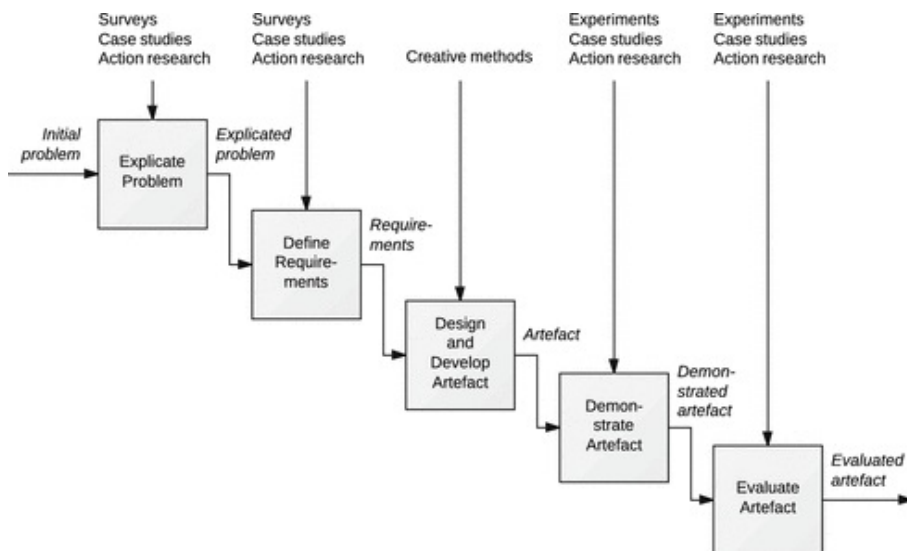 Surveys
Case studies
Action research
Surveys
Case studies
Action research
Creative methods
Experiments
Case studies
Action research
Experiments
Case studies
Action research
Initial
problem
Explicate
Problem
Explicated
problem
Define
Require-
ments
Require-
ments
Design
and
Develop
Artefact
Artefact
Demon-
strate
Artefact
Demon-
strated
artefact
Evaluate
Artefact
Evaluated
artefact